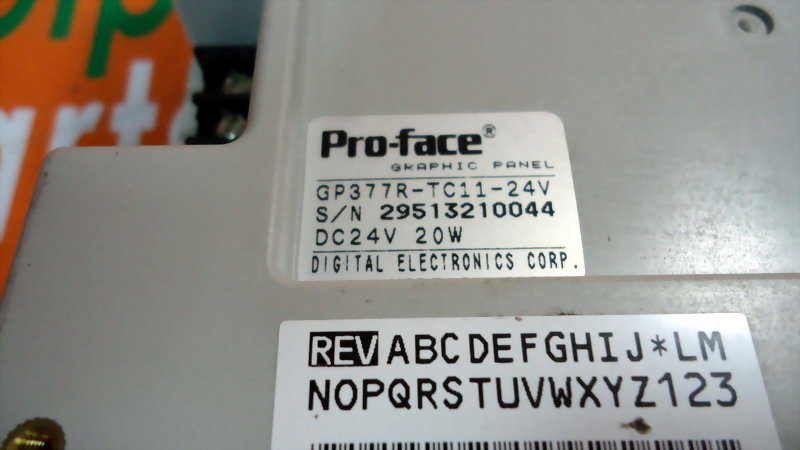 Pro-face®
GRAPHIC PANEL
GP377R-TC11-24V
S/N 29513210044
DC24V 20W
DIGITAL ELECTRONICS CORP.
REV ABCDEFGHIJ*LM
NOPQRSTUVWXYZ123